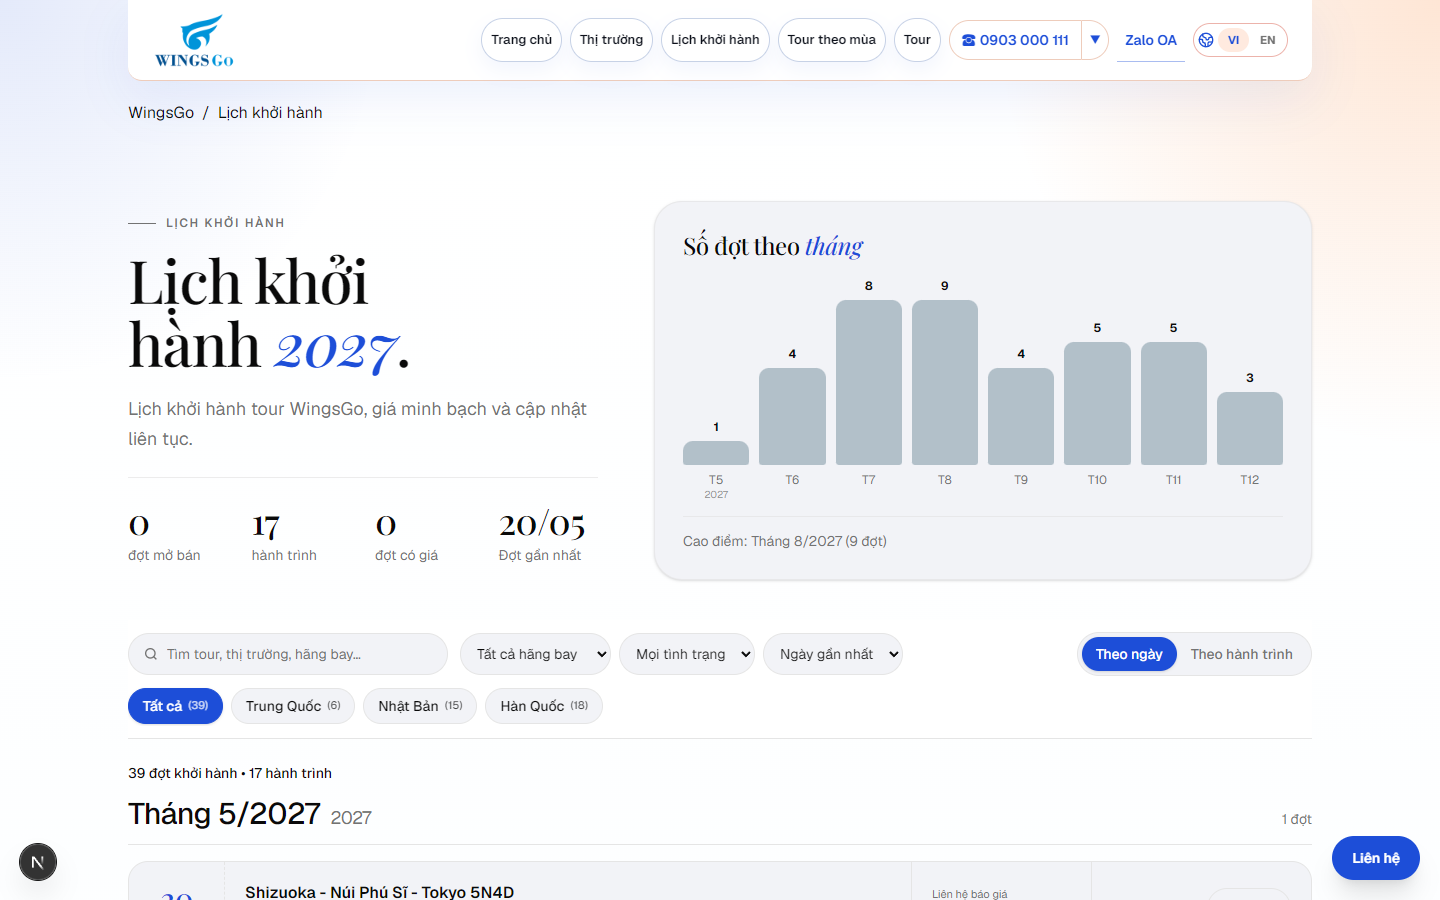 WINGS Go
Trang chủ
Thị trường
Lịch khởi hành
Tour theo mùa
Tour
☎ 0903 000 111
▼
Zalo OA
VI
EN
WingsGo / Lịch khởi hành
LỊCH KHỞI HÀNH
Lịch khởi
hành 2027.
Lịch khởi hành tour WingsGo, giá minh bạch và cập nhật
liên tục.
0
đợt mở bán
17
hành trình
0
đợt có giá
20/05
Đợt gần nhất
Số đợt theo tháng
1
4
8
9
4
5
5
3
T5
2027
T6
T7
T8
T9
T10
T11
T12
Cao điểm: Tháng 8/2027 (9 đợt)
Tìm tour, thị trường, hãng bay...
Tất cả hãng bay
Mọi tình trạng
Ngày gần nhất
Theo ngày
Theo hành trình
Tất cả (39)
Trung Quốc (6)
Nhật Bản (15)
Hàn Quốc (18)
39 đợt khởi hành • 17 hành trình
Tháng 5/2027 2027
1 đợt
Shizuoka - Núi Phú Sĩ - Tokyo 5N4D
Liên hệ báo giá
N
Liên hệ